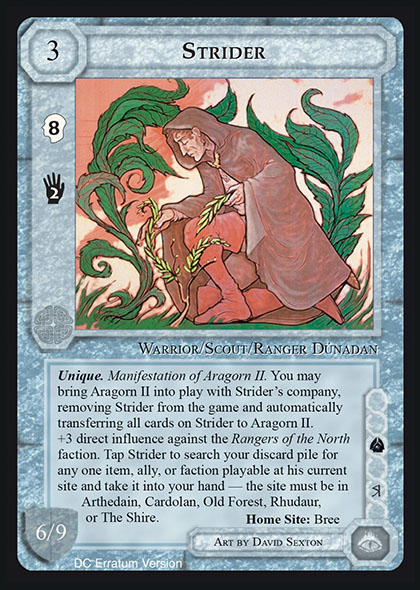 3
STRIDER
8
2
WARRIOR/SCOUT/RANGER DÚNADAN
Unique. Manifestation of Aragorn II. You may
bring Aragorn II into play with Strider's company,
removing Strider from the game and automatically
transferring all cards on Strider to Aragorn II.
+3 direct influence against the Rangers of the North
faction. Tap Strider to search your discard pile for
any one item, ally, or faction playable at his current
site and take it into your hand — the site must be in
Arthedain, Cardolan, Old Forest, Rhudaur,
or The Shire. Home Site: Bree
6/9
ART BY DAVID SEXTON
DC Erratum Version